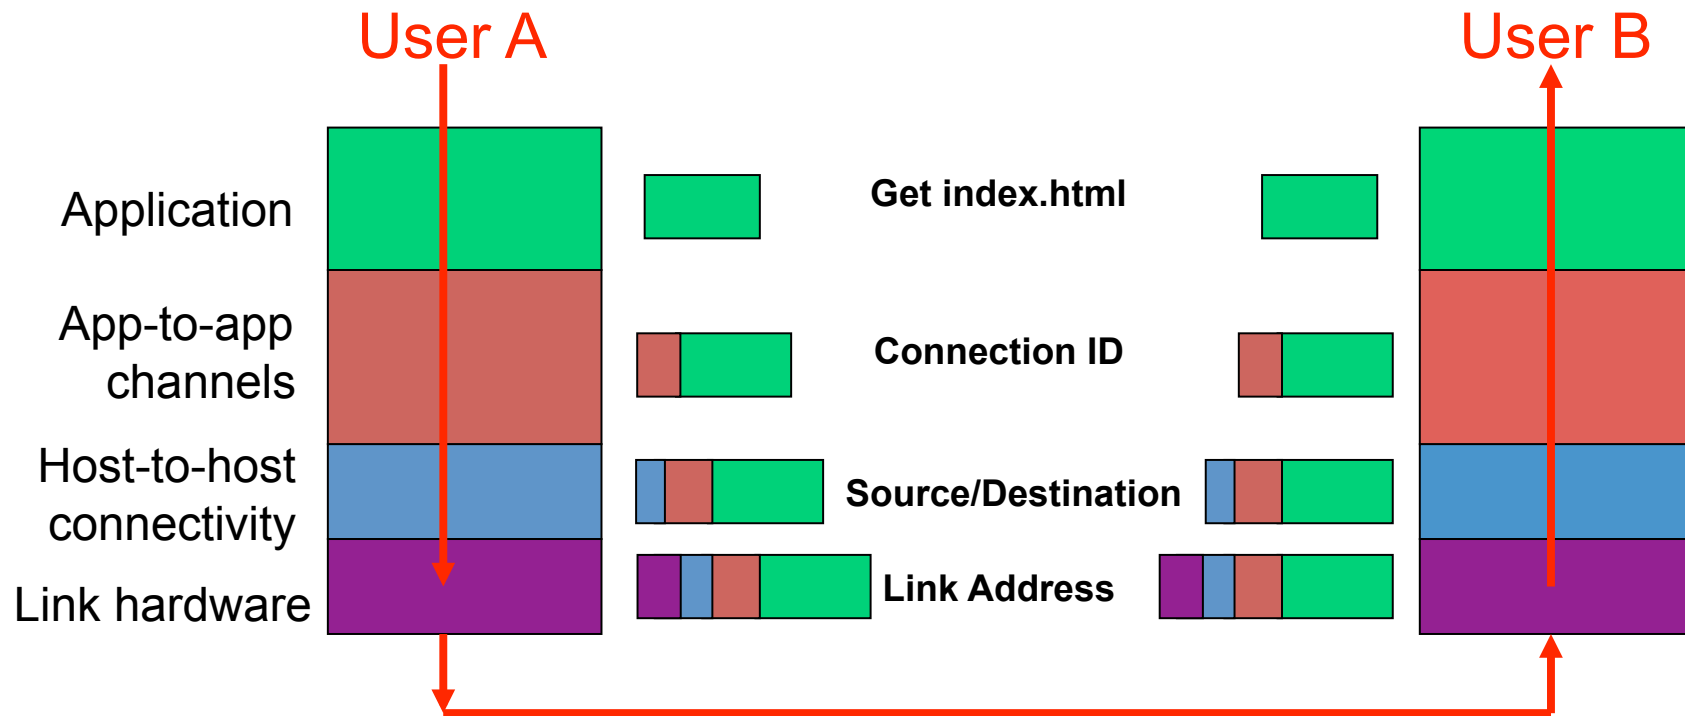 User A
User B
Application
Get index.html
App-to-app
channels
Connection ID
Host-to-host
connectivity
Source/Destination
Link hardware
Link Address